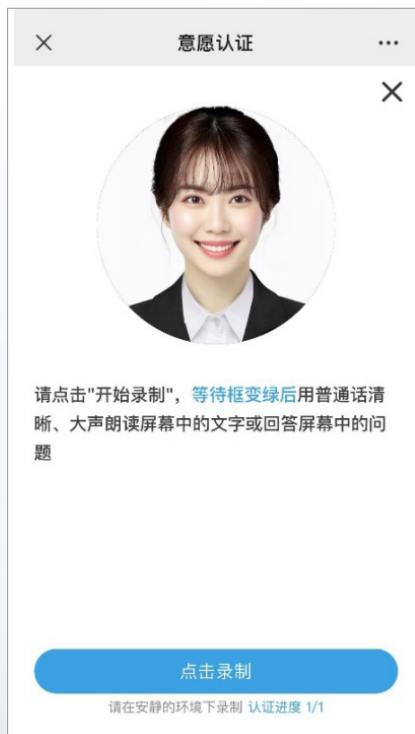 意愿认证
请点击"开始录制"，等待框变绿后用普通话清
晰、大声朗读屏幕中的文字或回答屏幕中的问
题
点击录制
请在安静的环境下录制 认证进度 1/1